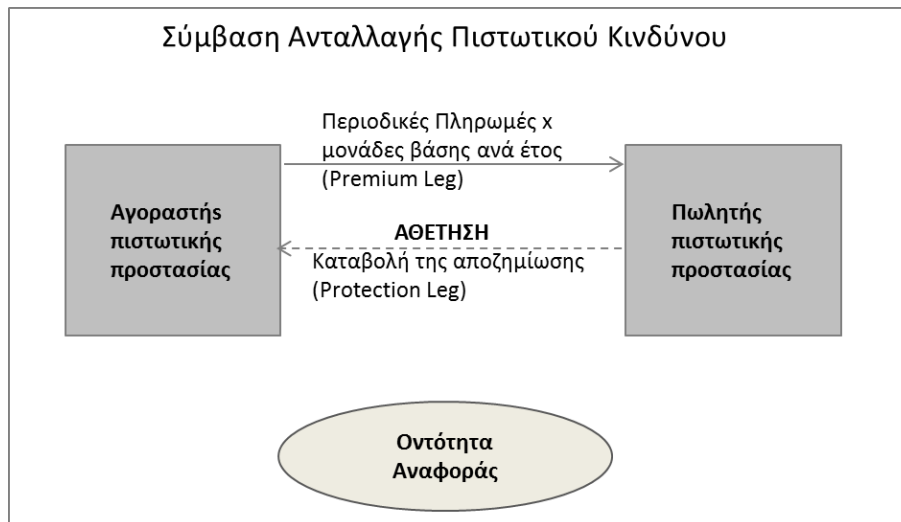 Σύμβαση Ανταλλαγής Πιστωτικού Κινδύνου
Περιοδικές Πληρωμές x
μονάδες βάσης ανά έτος
(Premium Leg)
Αγοραστήs
πιστωτικής
προστασίας
ΑΘΕΤΗΣΗ
Καταβολή της αποζημίωσης
(Protection Leg)
Πωλητής
πιστωτικής
προστασίας
Οντότητα
Αναφοράς